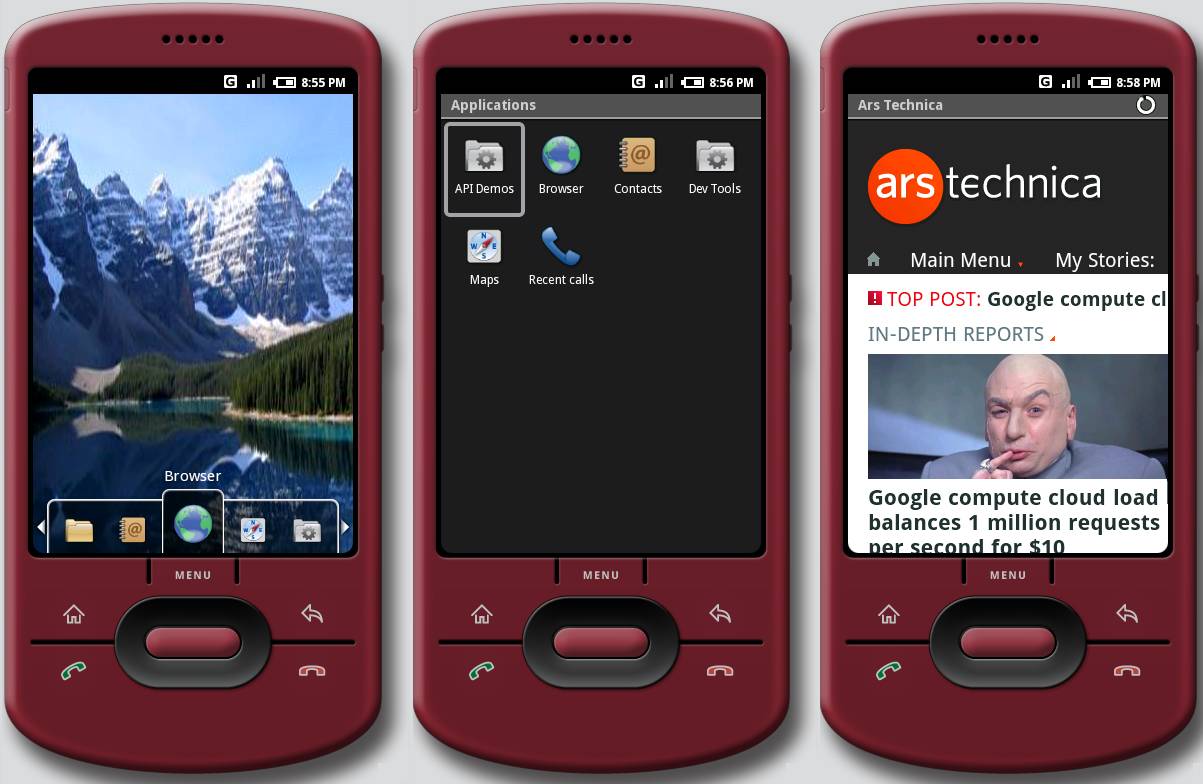 G 8:55 PM
Browser
MENU
G 8:56 PM
Applications
API Demos Browser Contacts Dev Tools
@
N
W E
S
Maps Recent calls
MENU
G 8:58 PM
Ars Technica
ars technica
Main Menu My Stories:
! TOP POST: Google compute cl
IN-DEPTH REPORTS
Google compute cloud load
balances 1 million requests
per second for $10
MENU